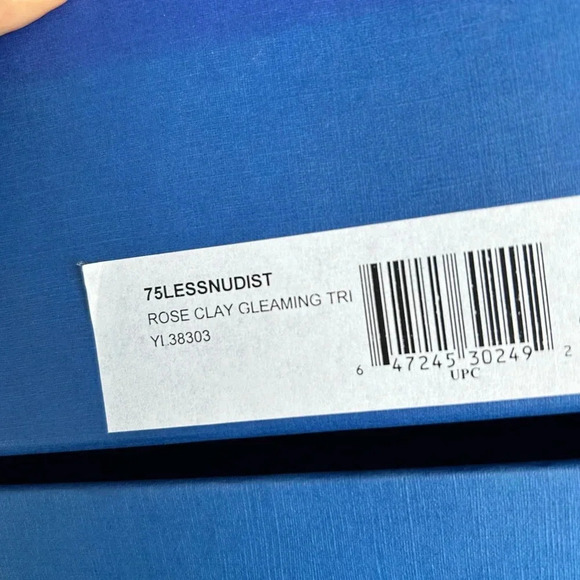 75LESSNUDIST
ROSE CLAY GLEAMING TRI
YL38303
6 47245 30249 2
UPC